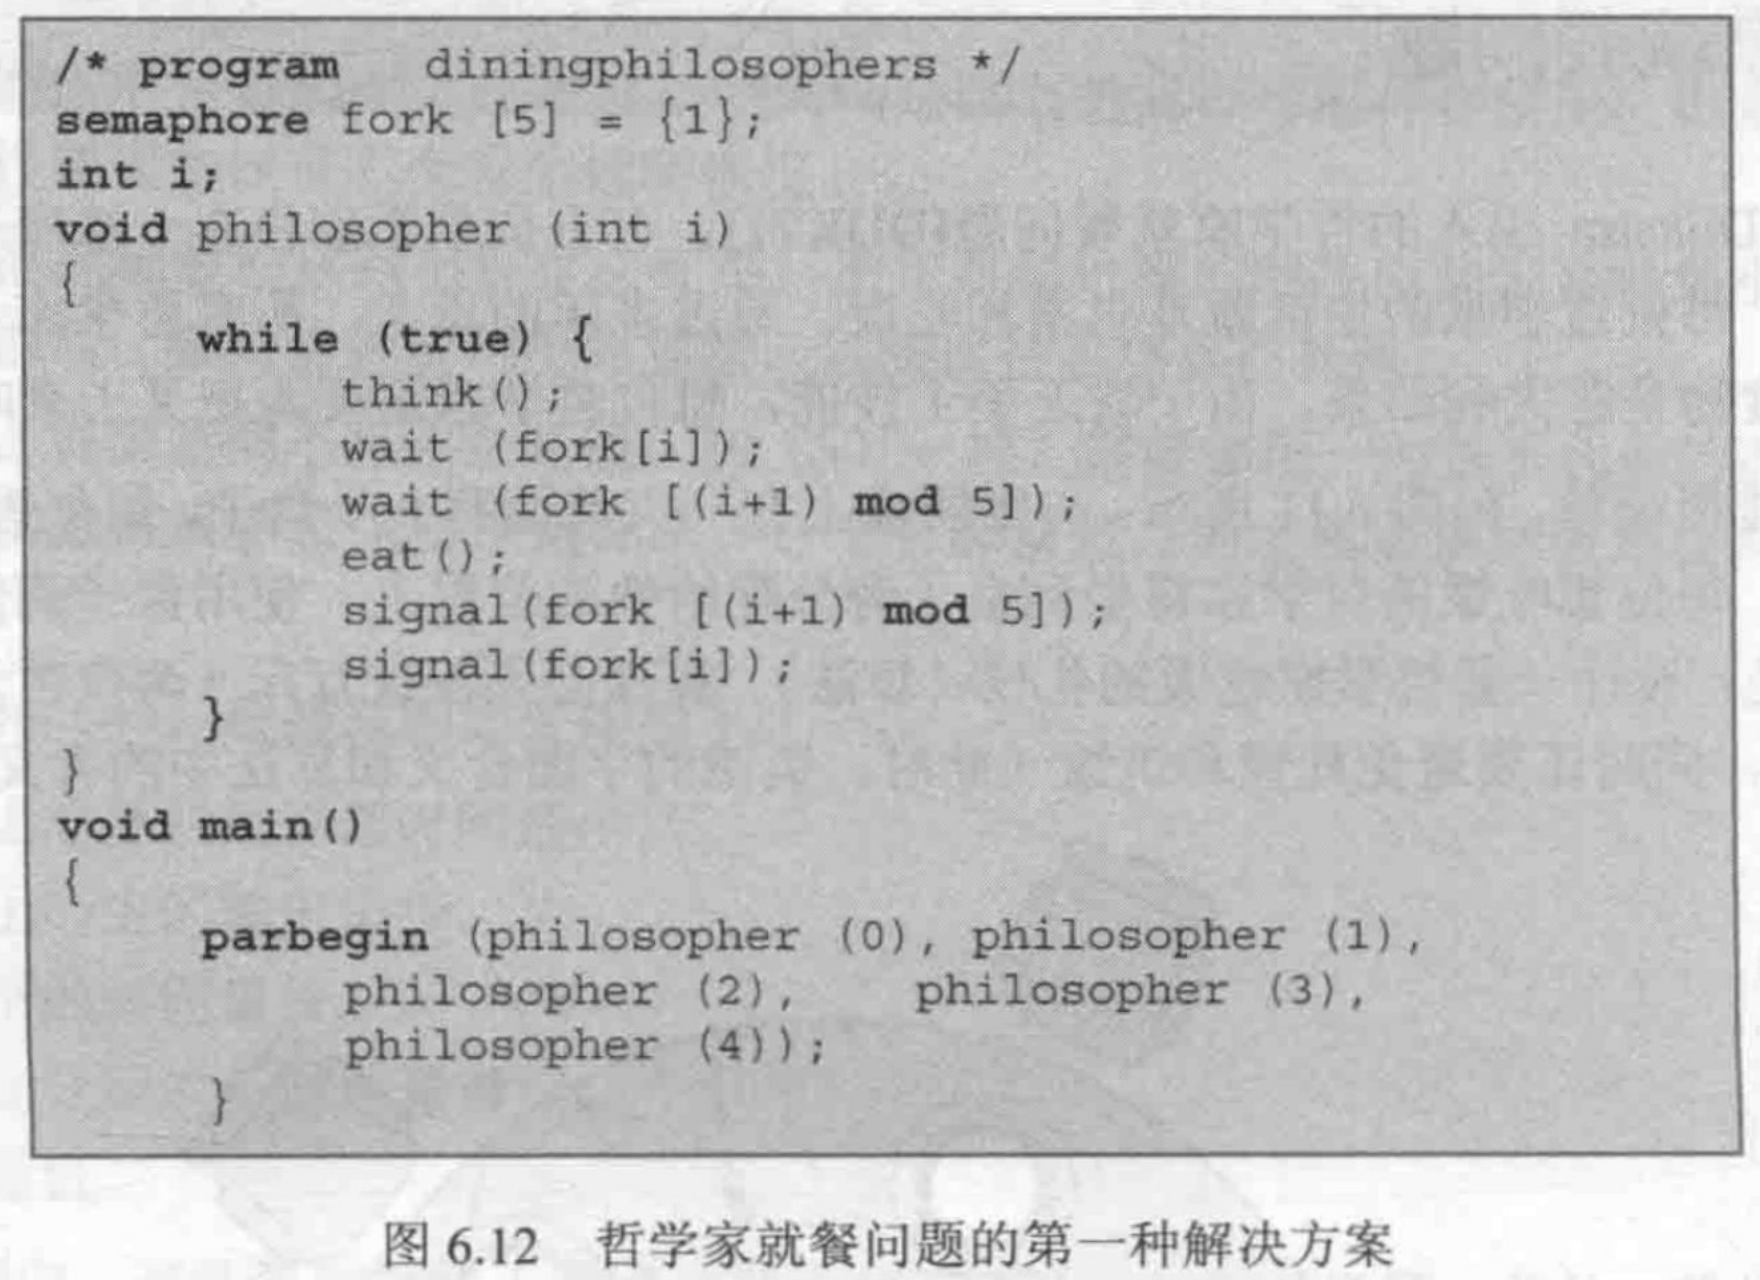 /* program   diningphilosophers */
semaphore fork [5] = {1};
int i;
void philosopher (int i)
{
     while (true) {
          think();
          wait (fork[i]);
          wait (fork [(i+1) mod 5]);
          eat();
          signal(fork [(i+1) mod 5]);
          signal(fork[i]);
     }
}
void main()
{
     parbegin (philosopher (0), philosopher (1),
          philosopher (2),    philosopher (3),
          philosopher (4));
     }
图 6.12 哲学家就餐问题的第一种解决方案